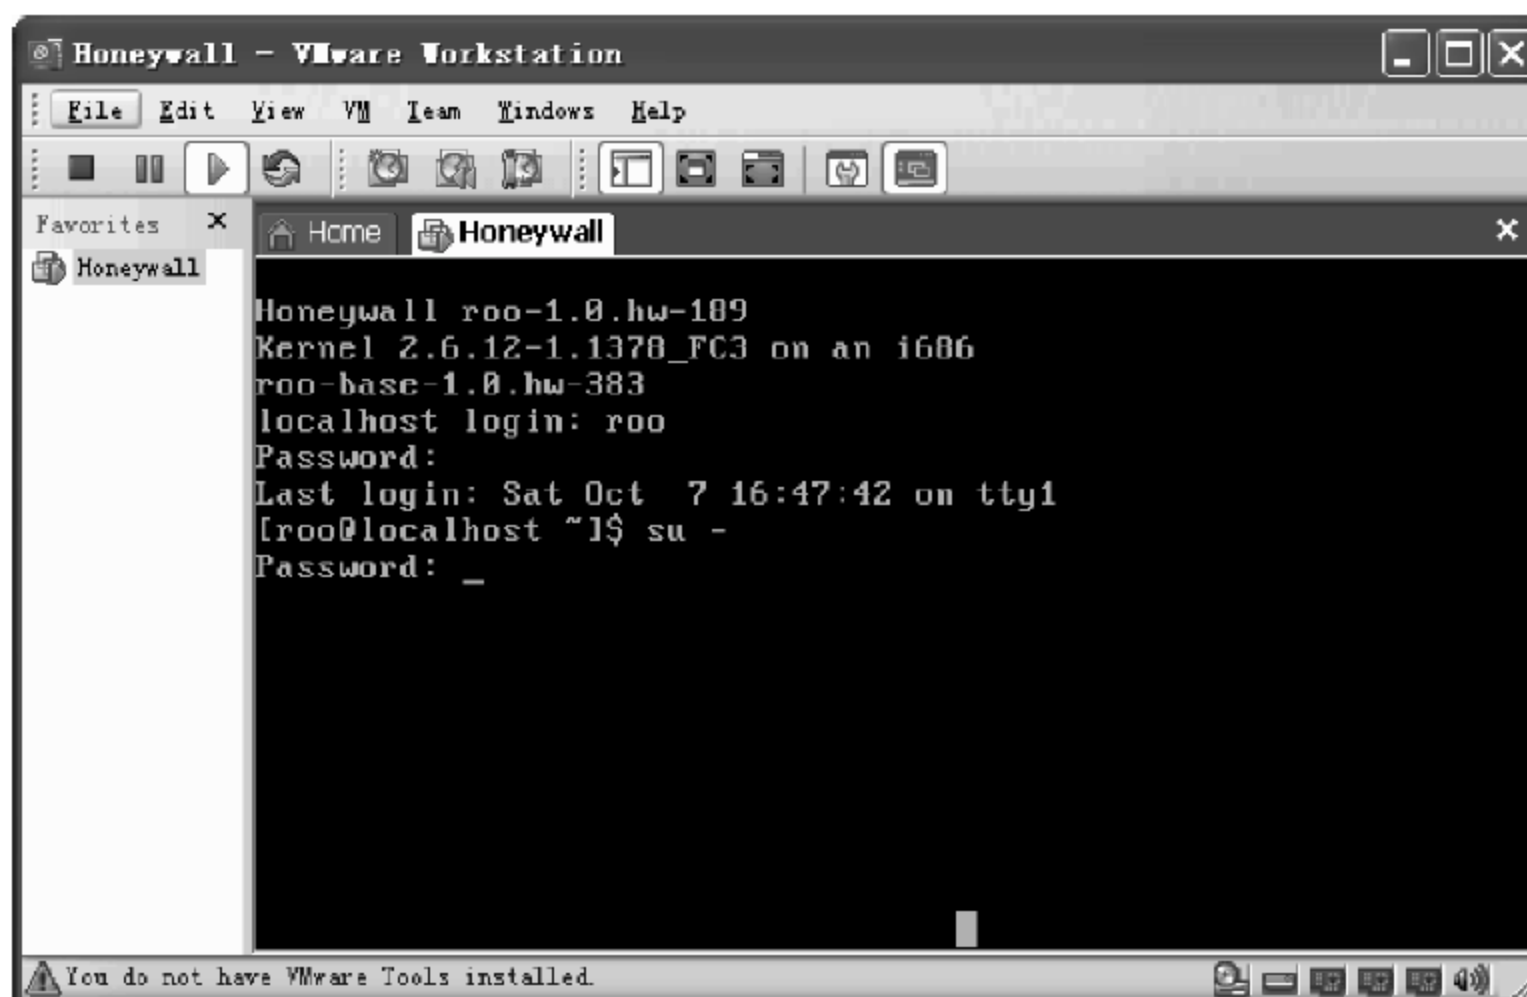 Honeywall - VMware Workstation
File Edit View VM Team Windows Help
Favorites
Home Honeywall
Honeywall
Honeywall roo-1.0.hw-189
Kernel 2.6.12-1.1378_FC3 on an i686
roo-base-1.0.hw-383
localhost login: roo
Password:
Last login: Sat Oct  7 16:47:42 on tty1
[roo@localhost ~]$ su -
Password: _
You do not have VMware Tools installed.